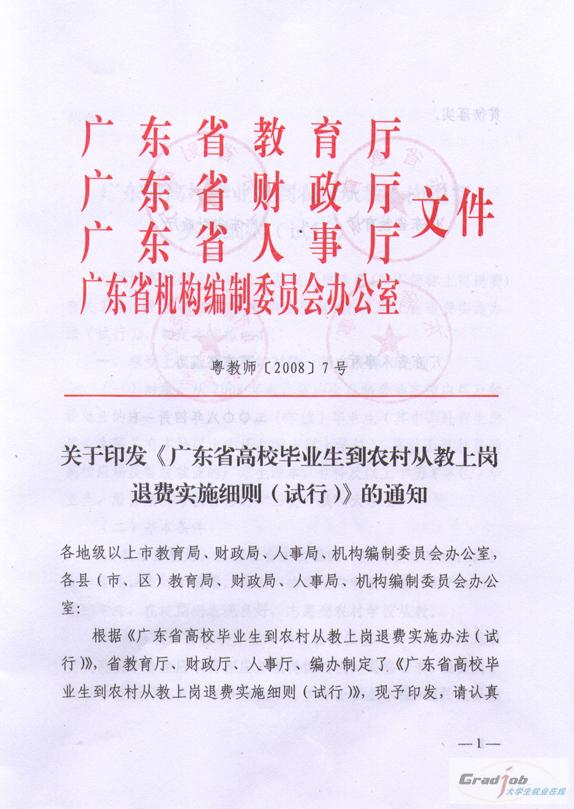 广东省教育厅
广东省财政厅
广东省人事厅
广东省机构编制委员会办公室
文件
粤教师〔2008〕7号
关于印发《广东省高校毕业生到农村从教上岗
退费实施细则（试行）》的通知
各地级以上市教育局、财政局、人事局、机构编制委员会办公室，
各县（市、区）教育局、财政局、人事局、机构编制委员会办公
室：
根据《广东省高校毕业生到农村从教上岗退费实施办法（试
行）》，省教育厅、财政厅、人事厅、编办制定了《广东省高校毕
业生到农村从教上岗退费实施细则（试行）》，现予印发，请认真
—1—
Gradjob
大学生就业在线